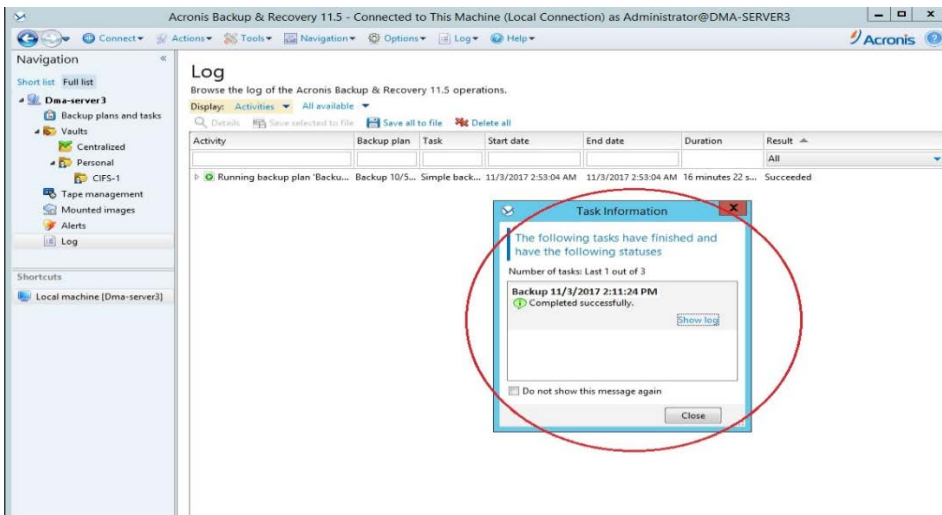 Acronis Backup & Recovery 11.5 - Connected to This Machine (Local Connection) as Administrator@DMA-SERVER3
Connect Actions Tools Navigation Options Log Help Acronis
Navigation
Short list Full list
Dma-server3
Backup plans and tasks
Vaults
Centralized
Personal
CIFS-1
Tape management
Mounted images
Alerts
Log
Shortcuts
Local machine [Dma-server3]
Log
Browse the log of the Acronis Backup & Recovery 11.5 operations.
Display: Activities All available
Details Save selected to file Save all to file Delete all
Activity Backup plan Task Start date End date Duration Result
All
Running backup plan 'Backu... Backup 10/5... Simple back... 11/3/2017 2:53:04 AM 11/3/2017 2:53:04 AM 16 minutes 22 s... Succeeded
Task Information
The following tasks have finished and
have the following statuses
Number of tasks: Last 1 out of 3
Backup 11/3/2017 2:11:24 PM
Completed successfully.
Show log
Do not show this message again
Close